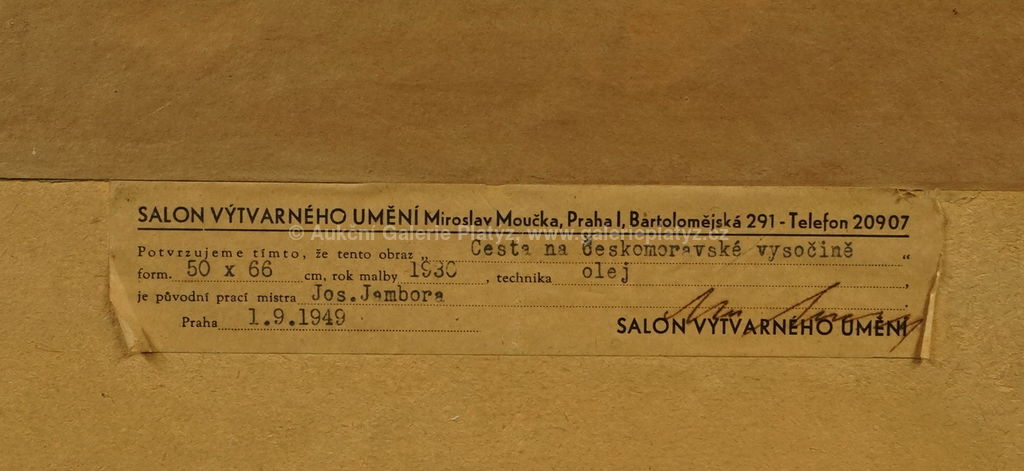 SALON VÝTVARNÉHO UMĚNÍ Miroslav Moučka, Praha I, Bartolomějská 291 - Telefon 20907
© Aukční Galerie Platýz, www.galerieplatyz.cz
Potvrzujeme tímto, že tento obraz „ Cesta na českomoravské vysočině “
form. 50 x 66 cm, rok malby 1930 , technika olej ,
je původní prací mistra Jos.Jambora .
Praha 1.9.1949
SALON VÝTVARNÉHO UMĚNÍ